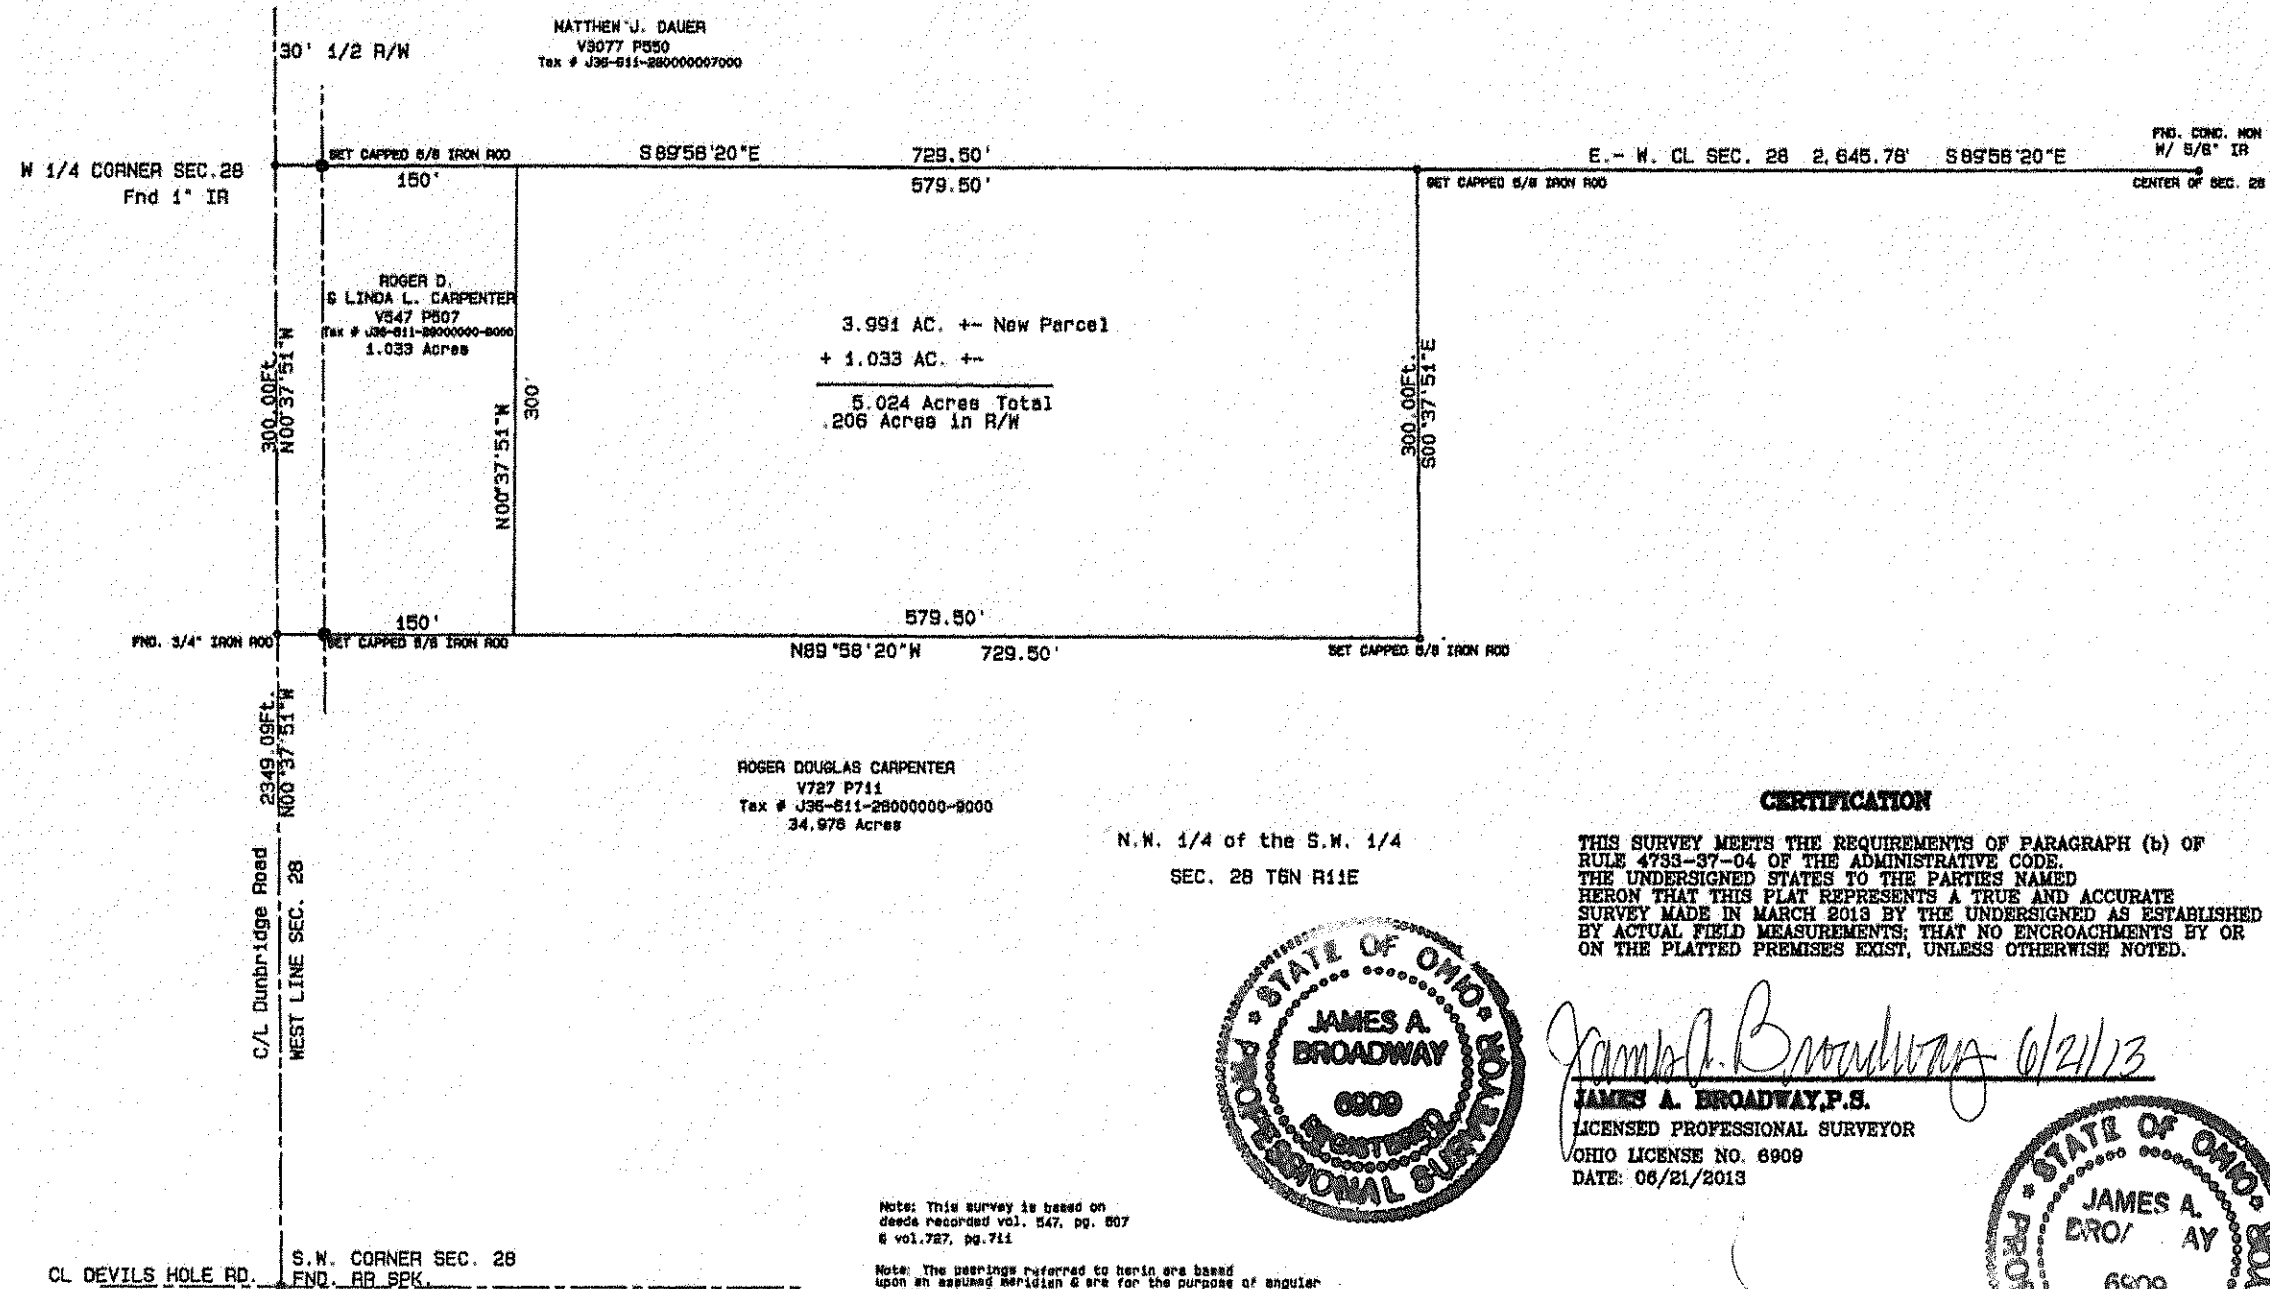 30' 1/2 R/W
MATTHEW J. DAUER
V3077 P550
Tax # J36-611-280000007000
W 1/4 CORNER SEC.28
Fnd 1" IR
SET CAPPED 5/8 IRON ROD
S89°58'20"E
729.50'
150'
579.50'
E.- W. CL SEC. 28 2,645.78' S89°58'20"E
FND. CONC. MON
W/ 5/8" IR
SET CAPPED 5/8 IRON ROD
CENTER OF SEC. 28
ROGER D.
& LINDA L. CARPENTER
V547 P507
Tax # J36-611-28000000-8000
1.033 Acres
300.00Ft.
N00°37'51"W
N00°37'51"W
300'
3.991 AC. +- New Parcel
+ 1.033 AC. +-
5.024 Acres Total
.206 Acres in R/W
300.00Ft.
S00°37'51"E
FND. 3/4" IRON ROD
150'
SET CAPPED 5/8 IRON ROD
579.50'
N89°58'20"W 729.50'
SET CAPPED 5/8 IRON ROD
2349.09Ft.
N00°37'51"W
C/L Dunbridge Road
WEST LINE SEC. 28
ROGER DOUGLAS CARPENTER
V727 P711
Tax # J36-611-28000000-9000
34.976 Acres
N.W. 1/4 of the S.W. 1/4
SEC. 28 T6N R11E
CERTIFICATION
THIS SURVEY MEETS THE REQUIREMENTS OF PARAGRAPH (b) OF
RULE 4733-37-04 OF THE ADMINISTRATIVE CODE.
THE UNDERSIGNED STATES TO THE PARTIES NAMED
HERON THAT THIS PLAT REPRESENTS A TRUE AND ACCURATE
SURVEY MADE IN MARCH 2013 BY THE UNDERSIGNED AS ESTABLISHED
BY ACTUAL FIELD MEASUREMENTS; THAT NO ENCROACHMENTS BY OR
ON THE PLATTED PREMISES EXIST, UNLESS OTHERWISE NOTED.
STATE OF OHIO
JAMES A.
BROADWAY
6909
REGISTERED
PROFESSIONAL SURVEYOR
James A. Broadway 6/21/13
JAMES A. BROADWAY,P.S.
LICENSED PROFESSIONAL SURVEYOR
OHIO LICENSE NO. 6909
DATE: 06/21/2013
STATE OF OHIO
JAMES A.
BRO AY
6909
Note: This survey is based on
deeds recorded vol. 547, pg. 507
& vol.727, pg.711
Note: The bearings referred to herin are based
upon an assumed meridian & are for the purpose of angular
CL DEVILS HOLE RD.
S.W. CORNER SEC. 28
FND. RR SPK.